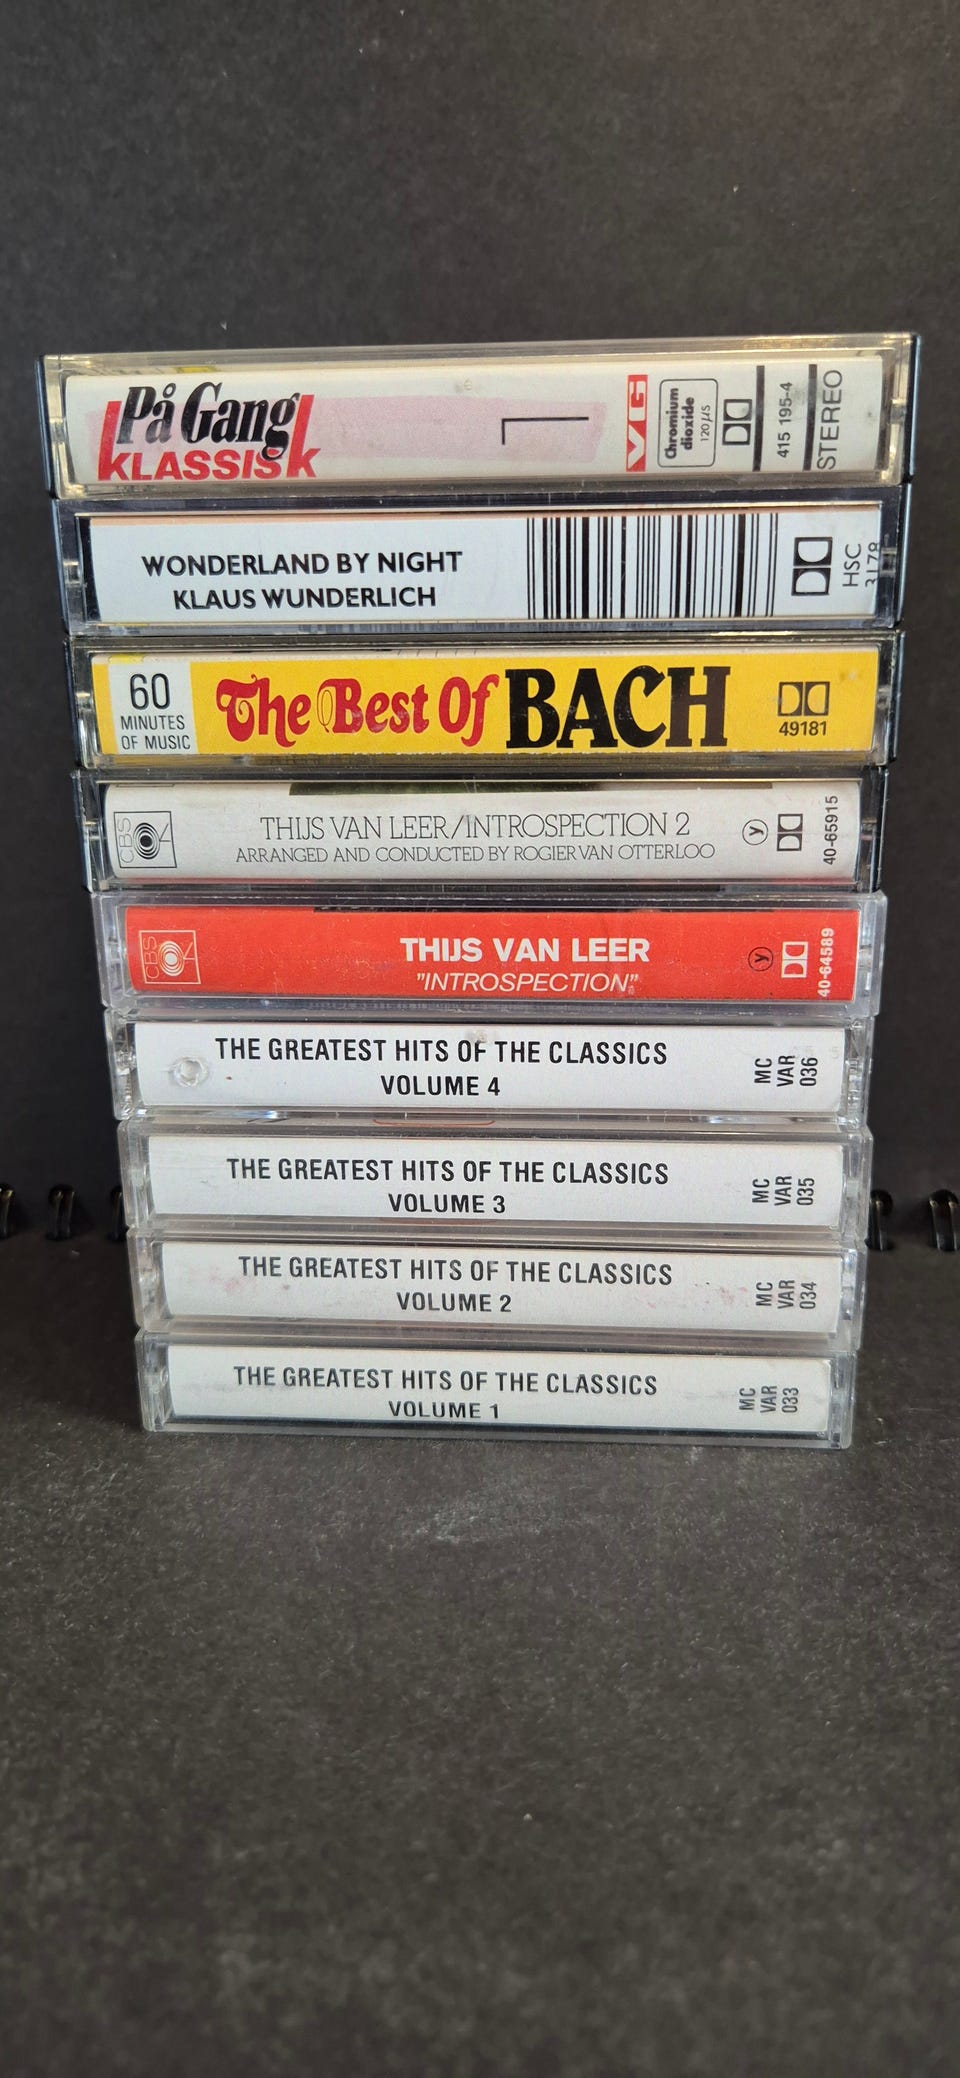 På Gang
KLASSISK
1
VG
Chromium
dioxide
120 µs
415 195-4
STEREO
WONDERLAND BY NIGHT
KLAUS WUNDERLICH
HSC
3178
60
MINUTES
OF MUSIC
The Best Of BACH
49181
CBS
THIJS VAN LEER/INTROSPECTION 2
ARRANGED AND CONDUCTED BY ROGIER VAN OTTERLOO
y
40-65915
CBS
THIJS VAN LEER
"INTROSPECTION"
y
40-64589
THE GREATEST HITS OF THE CLASSICS
VOLUME 4
MC
VAR
036
THE GREATEST HITS OF THE CLASSICS
VOLUME 3
MC
VAR
035
THE GREATEST HITS OF THE CLASSICS
VOLUME 2
MC
VAR
034
THE GREATEST HITS OF THE CLASSICS
VOLUME 1
MC
VAR
033